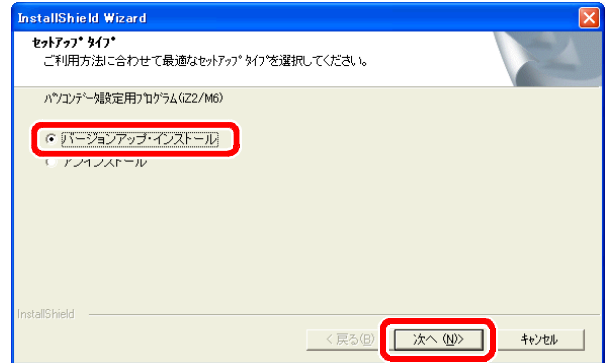 InstallShield Wizard
セットアップ タイプ
ご利用方法に合わせて最適なセットアップ タイプを選択してください。
パソコンデータ設定用プログラム(iZ2/M6)
バージョンアップ・インストール
アンインストール
InstallShield
< 戻る(B)
次へ (N)>
キャンセル